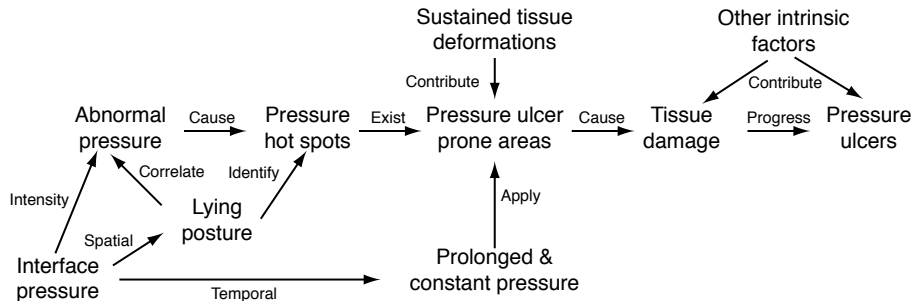 Sustained tissue
deformations
Other intrinsic
factors
Contribute
Contribute
Abnormal
pressure
Cause
Pressure
hot spots
Exist
Pressure ulcer
prone areas
Cause
Tissue
damage
Progress
Pressure
ulcers
Correlate
Identify
Intensity
Lying
posture
Apply
Spatial
Interface
pressure
Temporal
Prolonged &
constant pressure